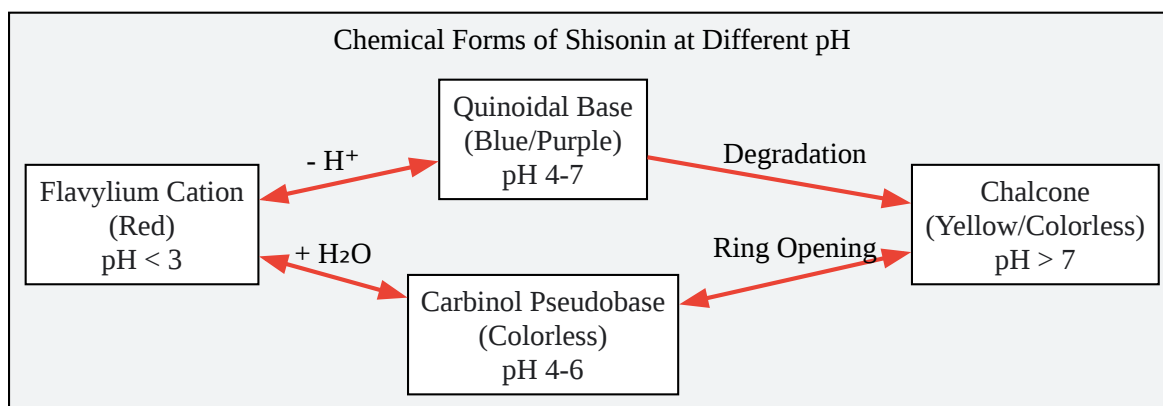 Chemical Forms of Shisonin at Different pH
Quinoidal Base
(Blue/Purple)
pH 4-7
- H⁺
Degradation
Flavylium Cation
(Red)
pH < 3
Chalcone
(Yellow/Colorless)
pH > 7
+ H₂O
Ring Opening
Carbinol Pseudobase
(Colorless)
pH 4-6